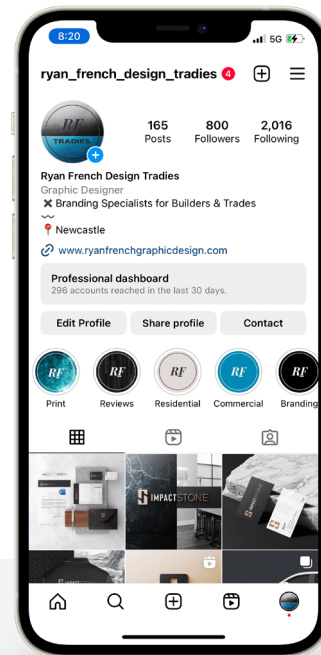 8:20
5G
ryan_french_design_tradies 4
RF
TRADIES
165 800 2,016
Posts Followers Following
Ryan French Design Tradies
Graphic Designer
✖ Branding Specialists for Builders & Trades
〰
📍 Newcastle
www.ryanfrenchgraphicdesign.com
Professional dashboard
296 accounts reached in the last 30 days.
Edit Profile Share profile Contact
RF RF RF RF RF
Print Reviews Residential Commercial Branding
IMPACTSTONE